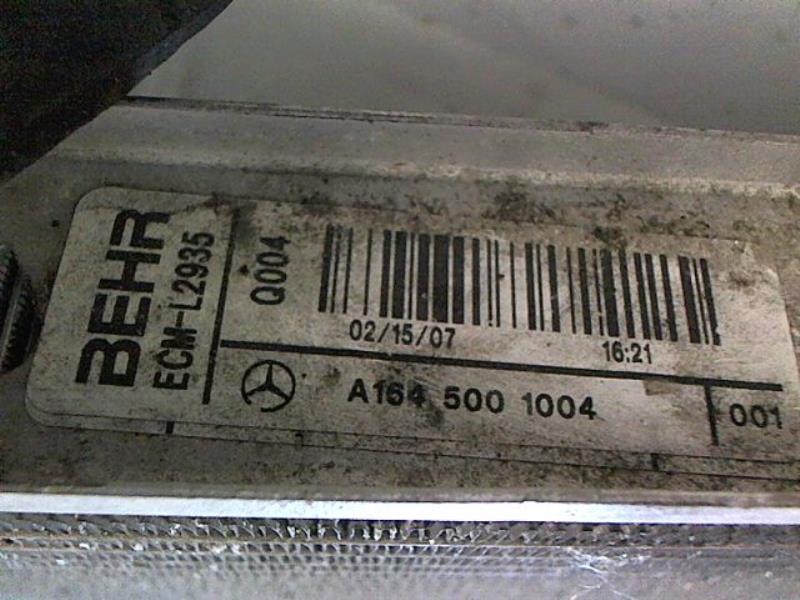 BEHR
ECM-L2935
Q004
02/15/07 16:21
A164 500 1004 001